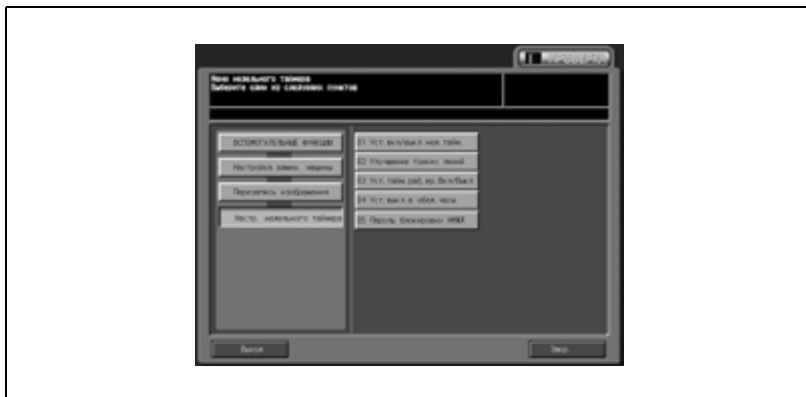 ПРОВЕРКА
Меню недельного таймера
Выберите один из следующих пунктов
ВСПОМОГАТЕЛЬНЫЕ ФУНКЦИИ
Настройка админ. машины
Перезапись изображения
Настр. недельного таймера
01 Уст.вкл/выкл нед.тайм.
02 Улучшение тонких линий
03 Уст.тайм.раб.вр.Вкл/Выкл
04 Уст.выкл.в обед.часы
05 Пароль блокировки
Выход
Закр.